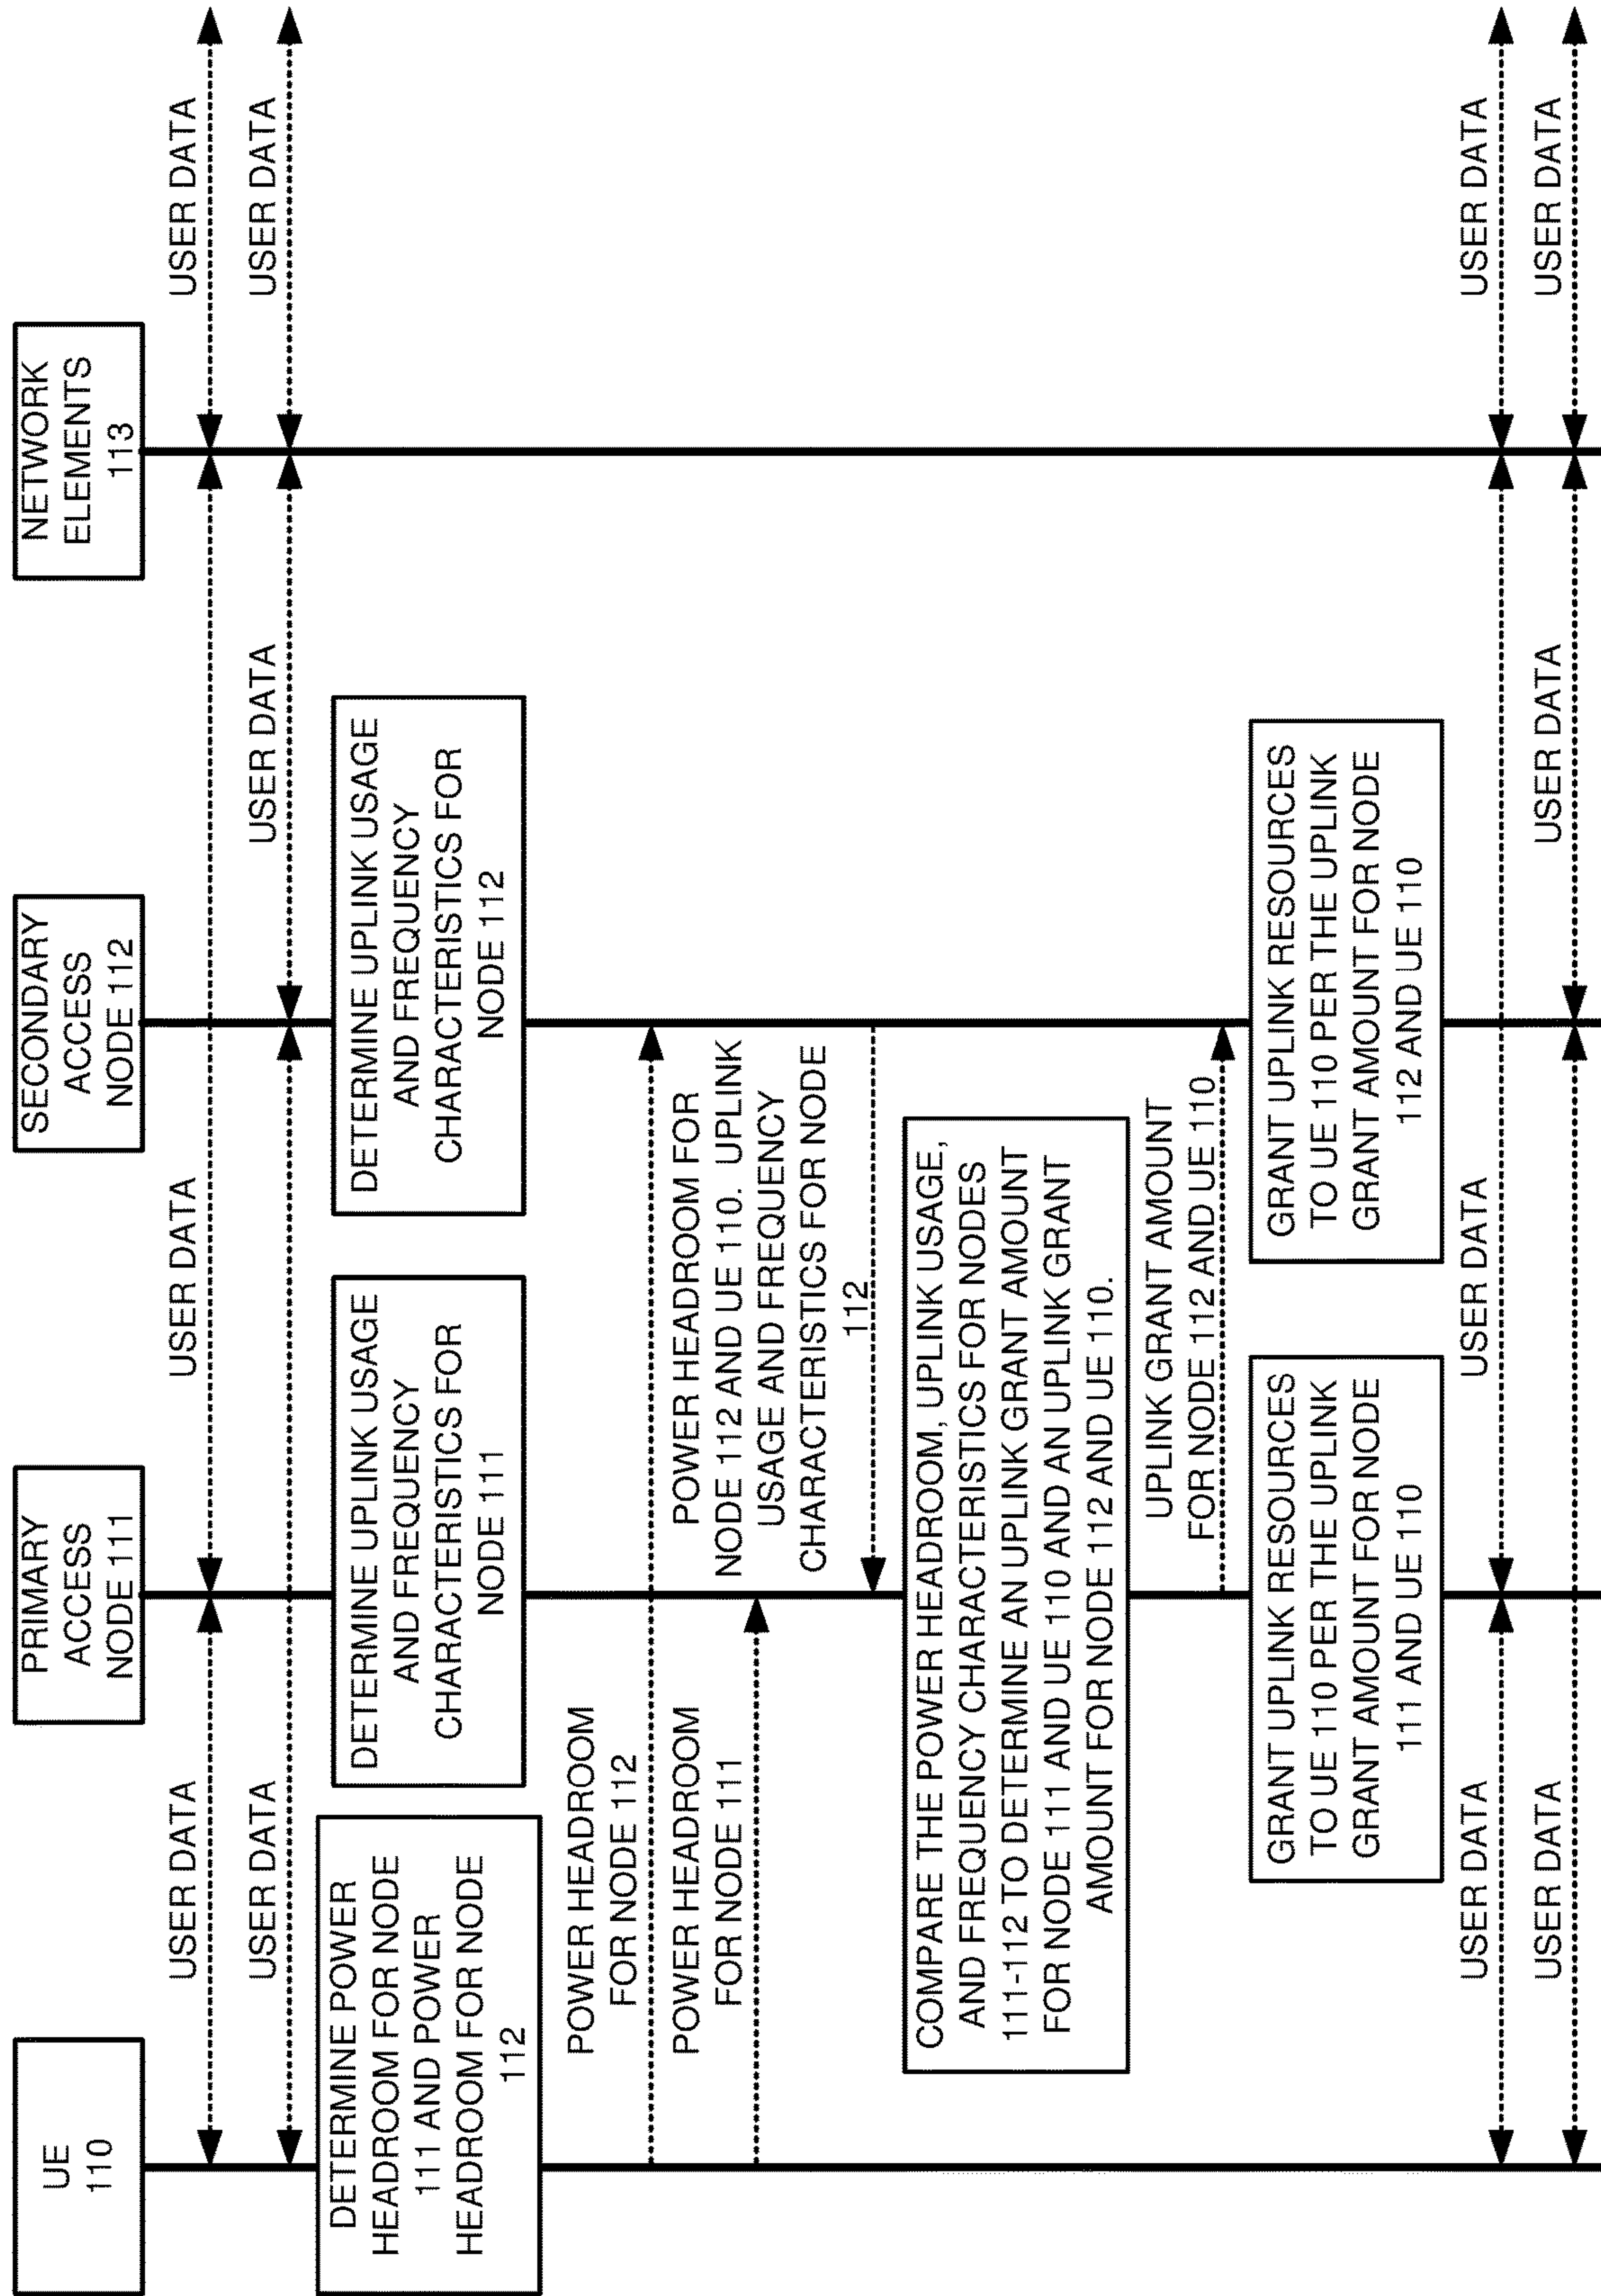 UE
110
PRIMARY
ACCESS
NODE 111
SECONDARY
ACCESS
NODE 112
NETWORK
ELEMENTS
113
USER DATA
USER DATA
USER DATA
USER DATA
USER DATA
USER DATA
DETERMINE POWER
HEADROOM FOR NODE
111 AND POWER
HEADROOM FOR NODE
112
DETERMINE UPLINK USAGE
AND FREQUENCY
CHARACTERISTICS FOR
NODE 111
DETERMINE UPLINK USAGE
AND FREQUENCY
CHARACTERISTICS FOR
NODE 112
POWER HEADROOM
FOR NODE 112
POWER HEADROOM
FOR NODE 111
POWER HEADROOM FOR
NODE 112 AND UE 110.  UPLINK
USAGE AND FREQUENCY
CHARACTERISTICS FOR NODE
112
COMPARE THE POWER HEADROOM, UPLINK USAGE,
AND FREQUENCY CHARACTERISTICS FOR NODES
111-112 TO DETERMINE AN UPLINK GRANT AMOUNT
FOR NODE 111 AND UE 110 AND AN UPLINK GRANT
AMOUNT FOR NODE 112 AND UE 110.
UPLINK GRANT AMOUNT
FOR NODE 112 AND UE 110
GRANT UPLINK RESOURCES
TO UE 110 PER THE UPLINK
GRANT AMOUNT FOR NODE
111 AND UE 110
GRANT UPLINK RESOURCES
TO UE 110 PER THE UPLINK
GRANT AMOUNT FOR NODE
112 AND UE 110
USER DATA
USER DATA
USER DATA
USER DATA
USER DATA
USER DATA